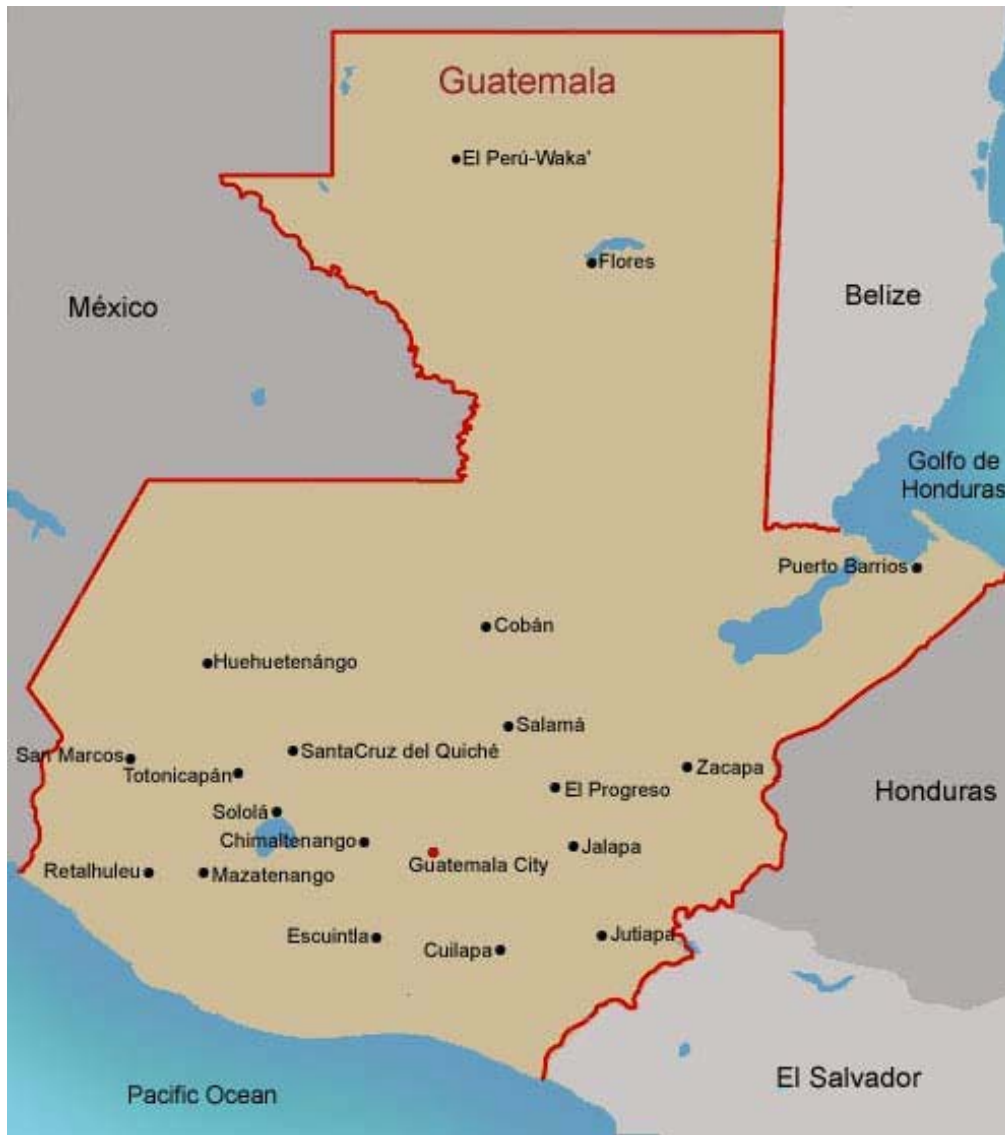 Guatemala
El Perú-Waka'
Flores
México
Belize
Golfo de
Honduras
Puerto Barrios
Cobán
Huehuetenángo
Salamá
SantaCruz del Quiché
San Marcos
Totonicapán
Zacapa
El Progreso
Honduras
Sololá
Chimaltenango
Jalapa
Guatemala City
Retalhuleu
Mazatenango
Escuintla
Cuilapa
Jutiapa
El Salvador
Pacific Ocean